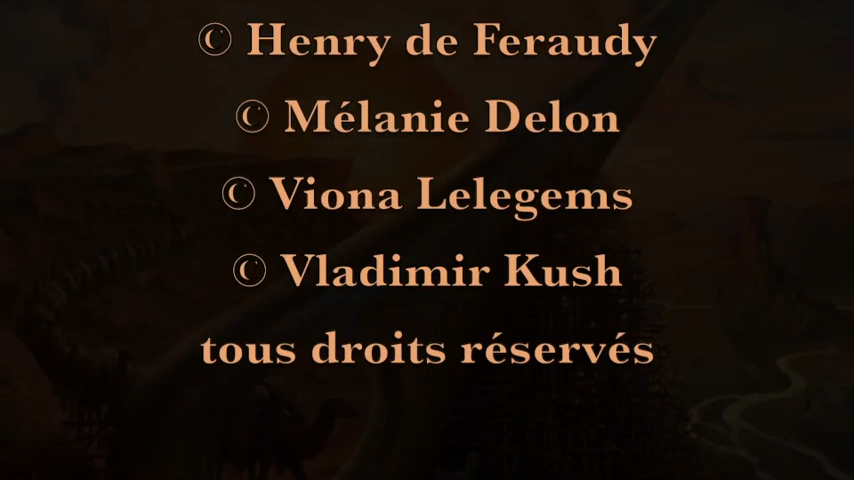 © Henry de Feraudy
© Mélanie Delon
© Viona Lelegems
© Vladimir Kush
tous droits réservés